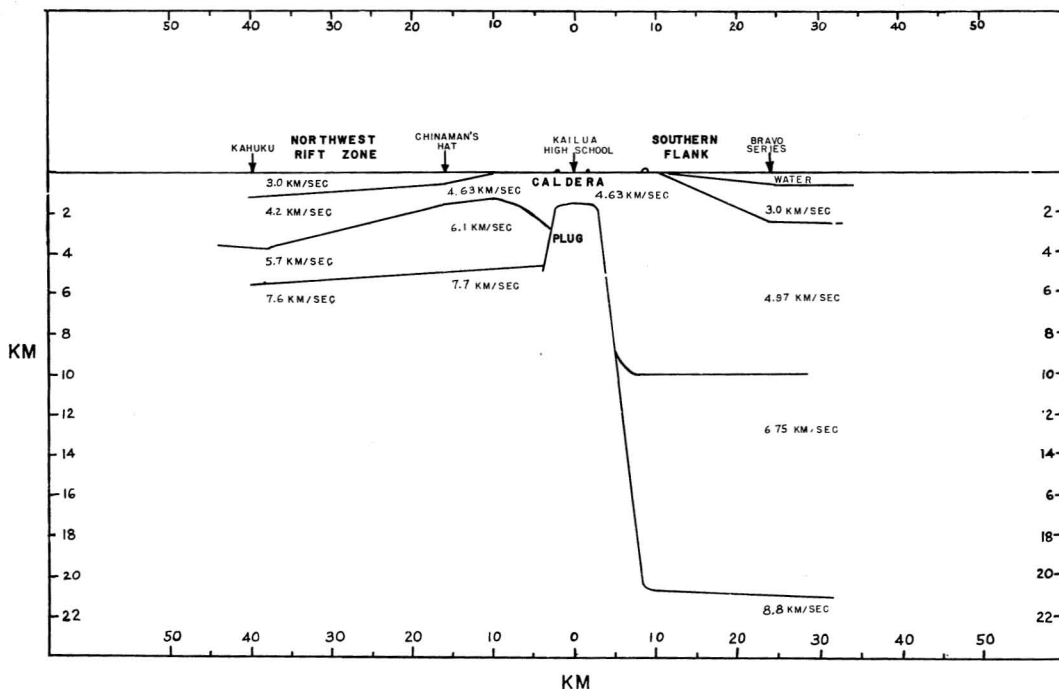 50 40 30 20 10 0 10 20 30 40 50
KAHUKU
NORTHWEST
RIFT ZONE
CHINAMAN'S
HAT
KAILUA
HIGH SCHOOL
SOUTHERN
FLANK
BRAVO
SERIES
3.0 KM/SEC
4.63 KM/SEC
CALDERA
4.63 KM/SEC
WATER
4.2 KM/SEC
3.0 KM/SEC
6.1 KM/SEC
PLUG
5.7 KM/SEC
7.6 KM/SEC
7.7 KM/SEC
4.97 KM/SEC
6 75 KM/SEC
8.8 KM/SEC
KM
2
4
6
8
10
12
14
16
18
20
22
2
4
6
8
10
'2
14
16
18
20
22
50 40 30 20 10 0 10 20 30 40 50
KM